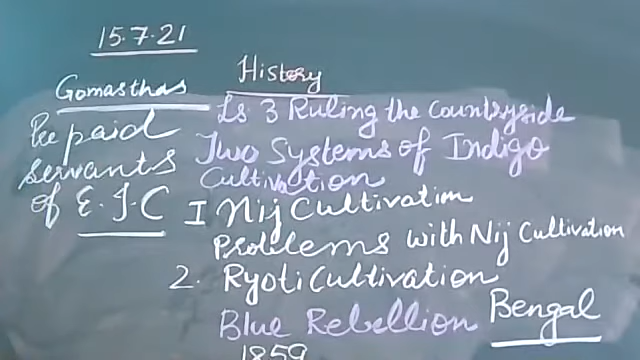 15.7.21
Gomasthas
Pee paid
servants
of E.I.C
History
Ls 3 Ruling the Countryside
Two Systems of Indigo
Cultivation
I Nij Cultivation
Problems with Nij Cultivation
2. Ryoti Cultivation
Blue Rebellion Bengal
1859